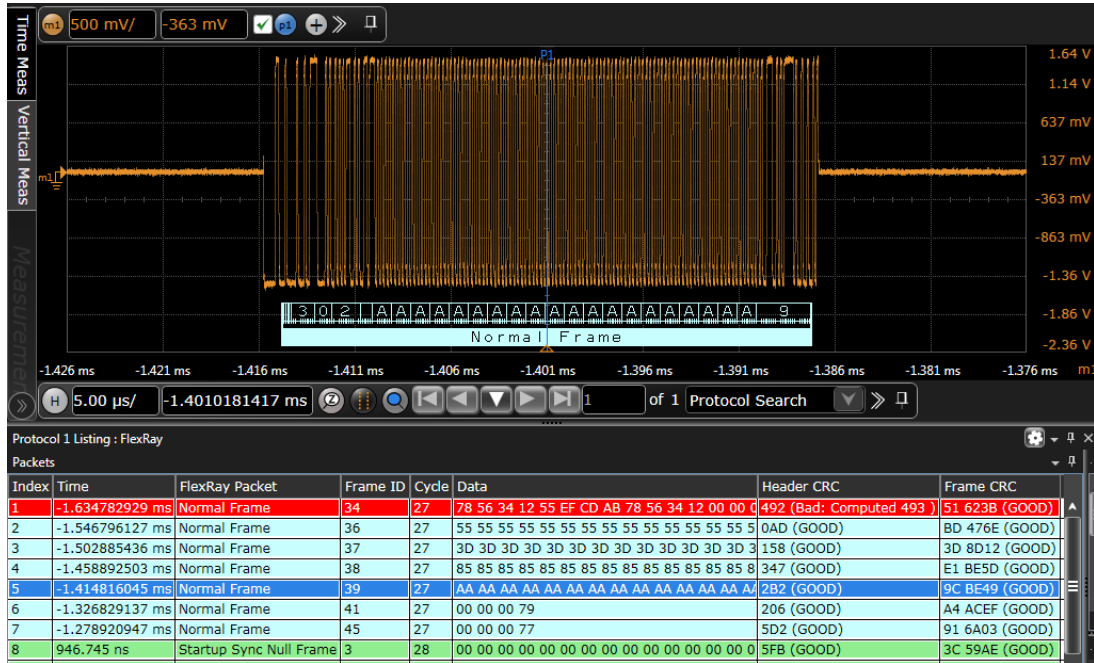 Time Meas
Vertical Meas
Measurements
m1 500 mV/ -363 mV p1
P1
1.64 V
1.14 V
637 mV
137 mV
m1
-363 mV
-863 mV
-1.36 V
-1.86 V
-2.36 V
3 0 2 A A A A A A A A A A A A A A A A A A A A 9
Normal Frame
-1.426 ms -1.421 ms -1.416 ms -1.411 ms -1.406 ms -1.401 ms -1.396 ms -1.391 ms -1.386 ms -1.381 ms -1.376 ms m1
H 5.00 µs/ -1.4010181417 ms Z 1 of 1 Protocol Search
Protocol 1 Listing : FlexRay
Packets
Index Time FlexRay Packet Frame ID Cycle Data Header CRC Frame CRC
1 -1.634782929 ms Normal Frame 34 27 78 56 34 12 55 EF CD AB 78 56 34 12 00 00 0 492 (Bad: Computed 493 ) 51 623B (GOOD)
2 -1.546796127 ms Normal Frame 36 27 55 55 55 55 55 55 55 55 55 55 55 55 55 55 5 0AD (GOOD) BD 476E (GOOD)
3 -1.502885436 ms Normal Frame 37 27 3D 3D 3D 3D 3D 3D 3D 3D 3D 3D 3D 3D 3D 3 158 (GOOD) 3D 8D12 (GOOD)
4 -1.458892503 ms Normal Frame 38 27 85 85 85 85 85 85 85 85 85 85 85 85 85 85 8 347 (GOOD) E1 BE5D (GOOD)
5 -1.414816045 ms Normal Frame 39 27 AA AA AA AA AA AA AA AA AA AA AA AA AA A 2B2 (GOOD) 9C BE49 (GOOD)
6 -1.326829137 ms Normal Frame 41 27 00 00 00 79 206 (GOOD) A4 ACEF (GOOD)
7 -1.278920947 ms Normal Frame 45 27 00 00 00 77 5D2 (GOOD) 91 6A03 (GOOD)
8 946.745 ns Startup Sync Null Frame 3 28 00 00 00 00 00 00 00 00 00 00 00 00 00 00 0 5FB (GOOD) 3C 59AE (GOOD)